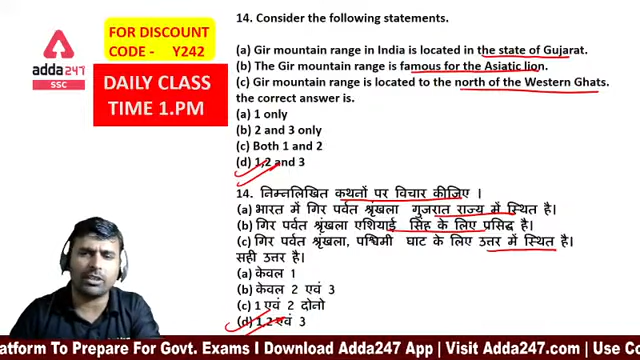 FOR DISCOUNT
CODE - Y242
adda247
SSC
DAILY CLASS
TIME 1.PM
14. Consider the following statements.
(a) Gir mountain range in India is located in the state of Gujarat.
(b) The Gir mountain range is famous for the Asiatic lion.
(c) Gir mountain range is located to the north of the Western Ghats.
the correct answer is.
(a) 1 only
(b) 2 and 3 only
(c) Both 1 and 2
(d) 1,2 and 3
14. निम्नलिखित कथनों पर विचार कीजिए ।
(a) भारत में गिर पर्वत श्रृंखला गुजरात राज्य में स्थित है।
(b) गिर पर्वत श्रृंखला एशियाई सिंह के लिए प्रसिद्ध है।
(c) गिर पर्वत श्रृंखला, पश्चिमी घाट के लिए उत्तर में स्थित है।
सही उत्तर है।
(a) केवल 1
(b) केवल 2 एवं 3
(c) 1 एवं 2 दोनो
(d) 1,2 एवं 3
atform To Prepare For Govt. Exams I Download Adda247 App | Visit Adda247.com | Use Co